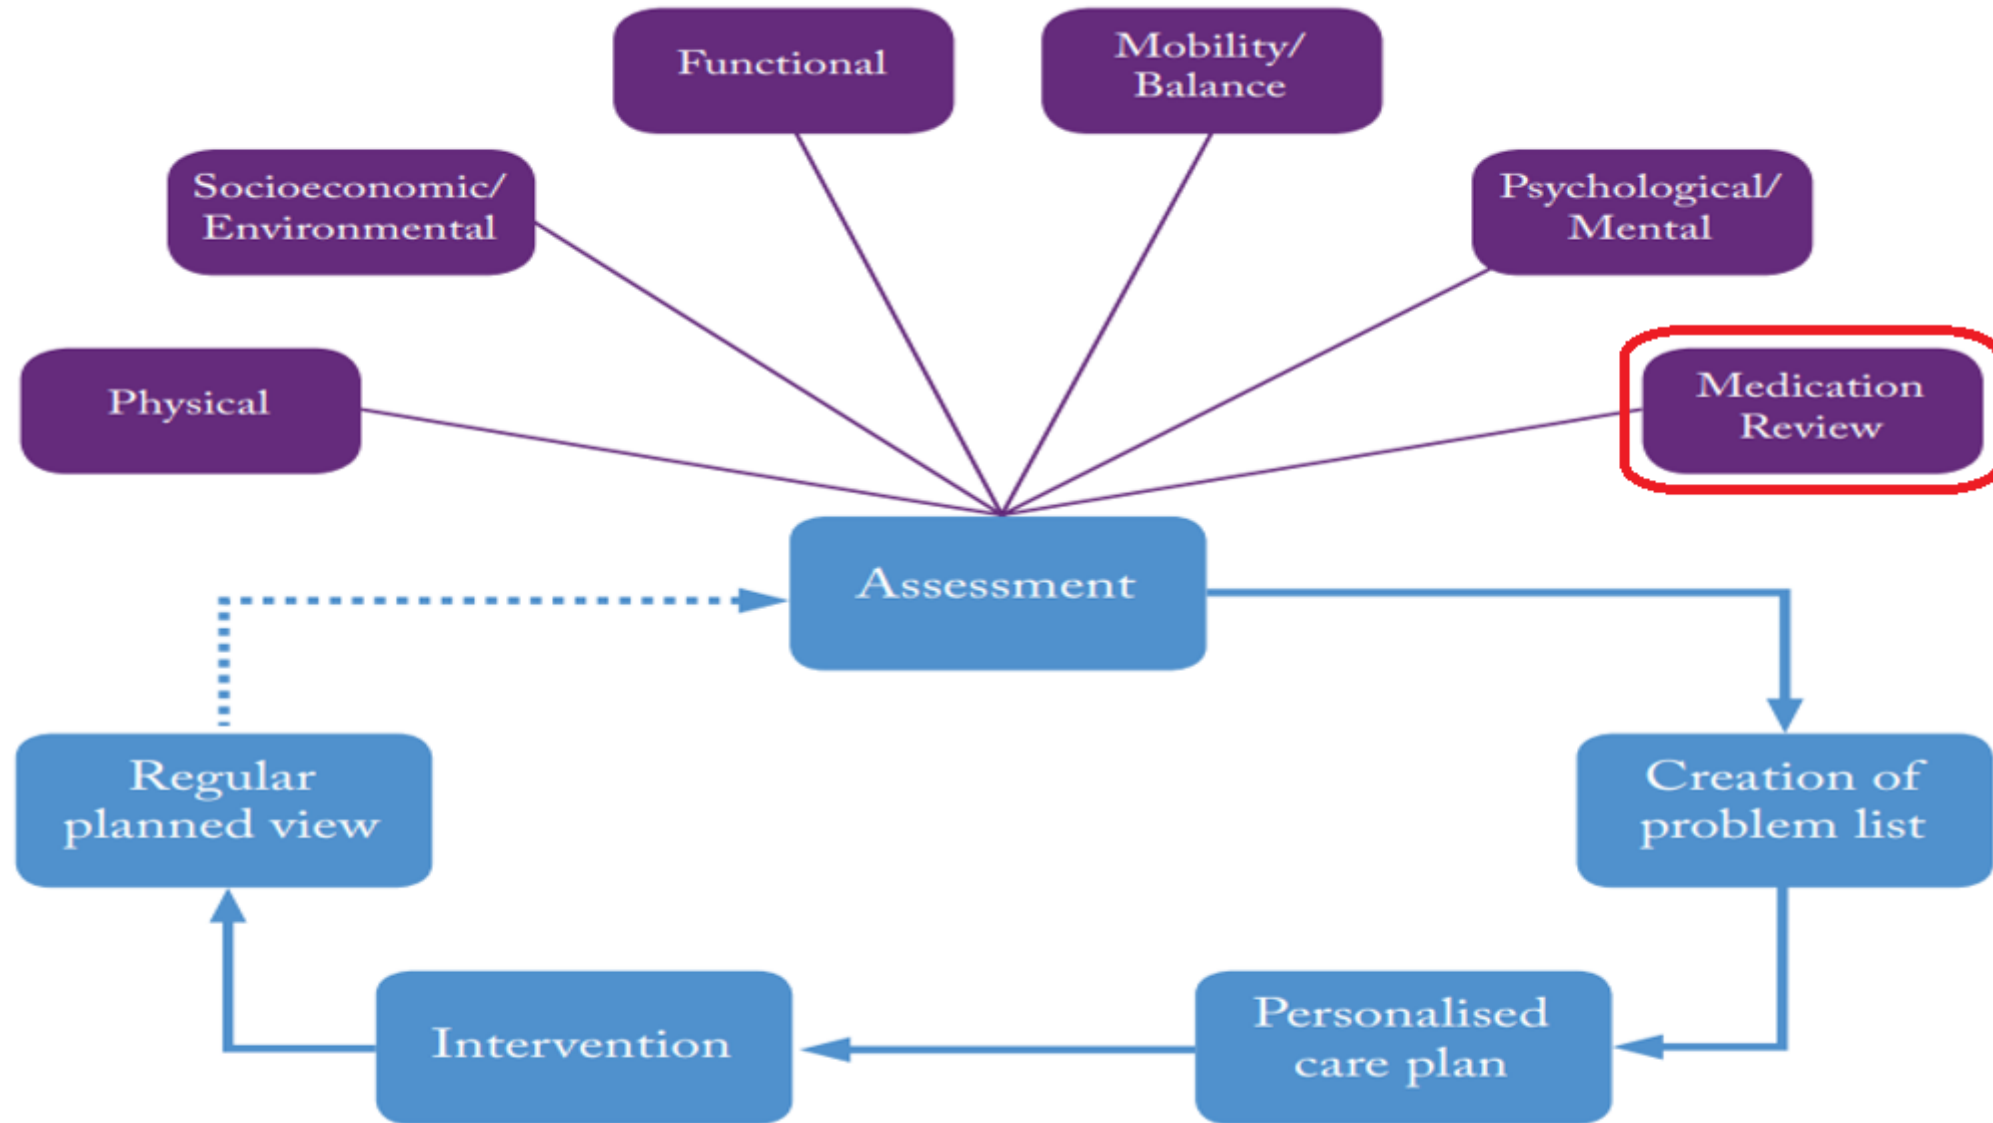 Functional
Mobility/
Balance
Socioeconomic/
Environmental
Psychological/
Mental
Physical
Medication
Review
Assessment
Regular
planned view
Creation of
problem list
Intervention
Personalised
care plan